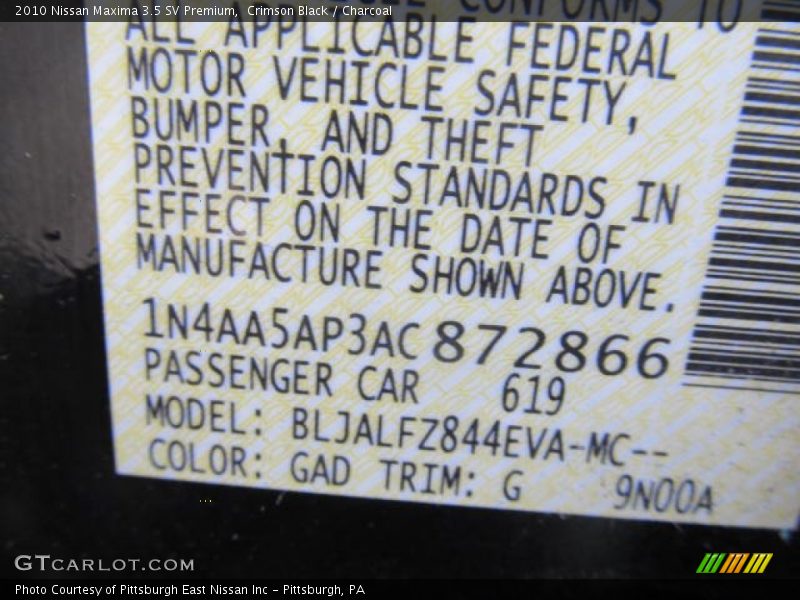 2010 Nissan Maxima 3.5 SV Premium, Crimson Black / Charcoal
CONFORMS TO
ALL APPLICABLE FEDERAL
MOTOR VEHICLE SAFETY,
BUMPER, AND THEFT
PREVENTION STANDARDS IN
EFFECT ON THE DATE OF
MANUFACTURE SHOWN ABOVE.
1N4AA5AP3AC872866
PASSENGER CAR 619
MODEL: BLJALFZ844EVA-MC--
COLOR: GAD TRIM: G 9N00A
GTCARLOT.COM
Photo Courtesy of Pittsburgh East Nissan Inc - Pittsburgh, PA